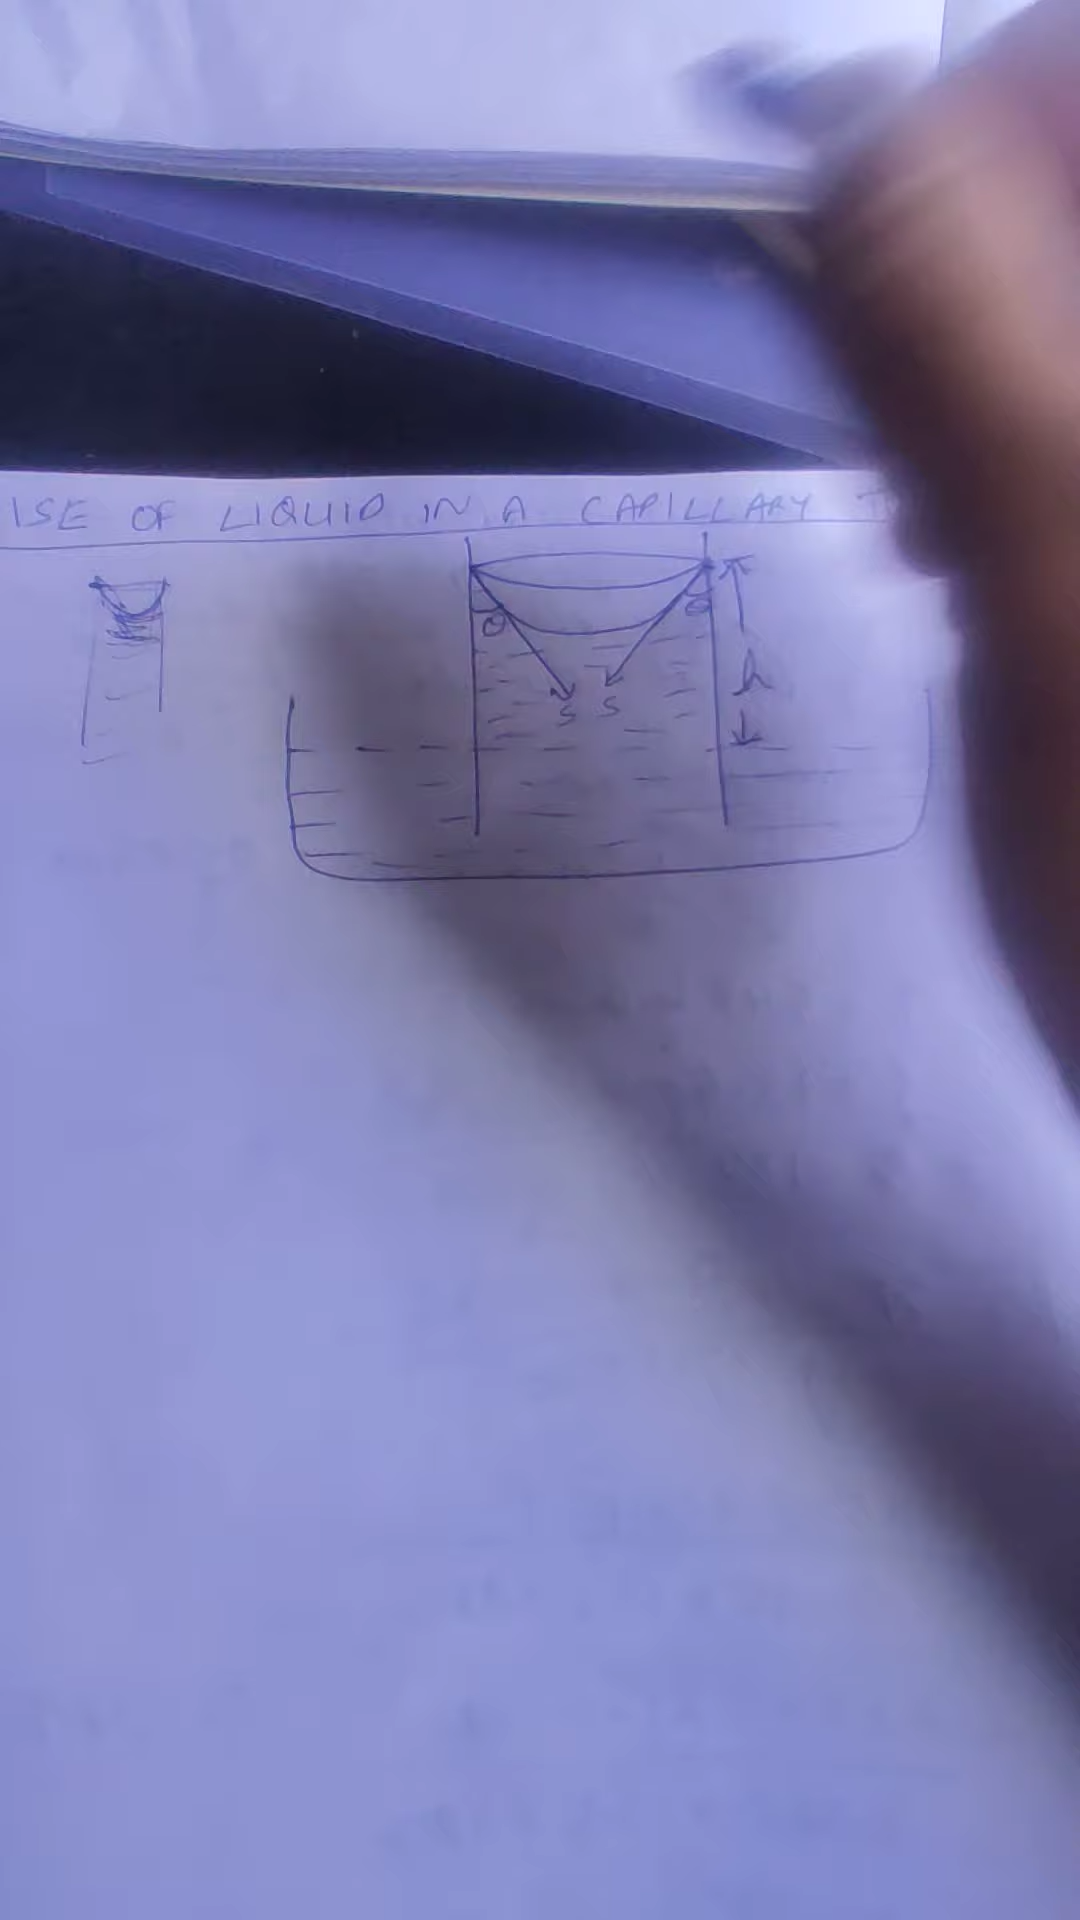 ISE OF LIQUID IN A CAPILLARY T
θ θ
h
S S